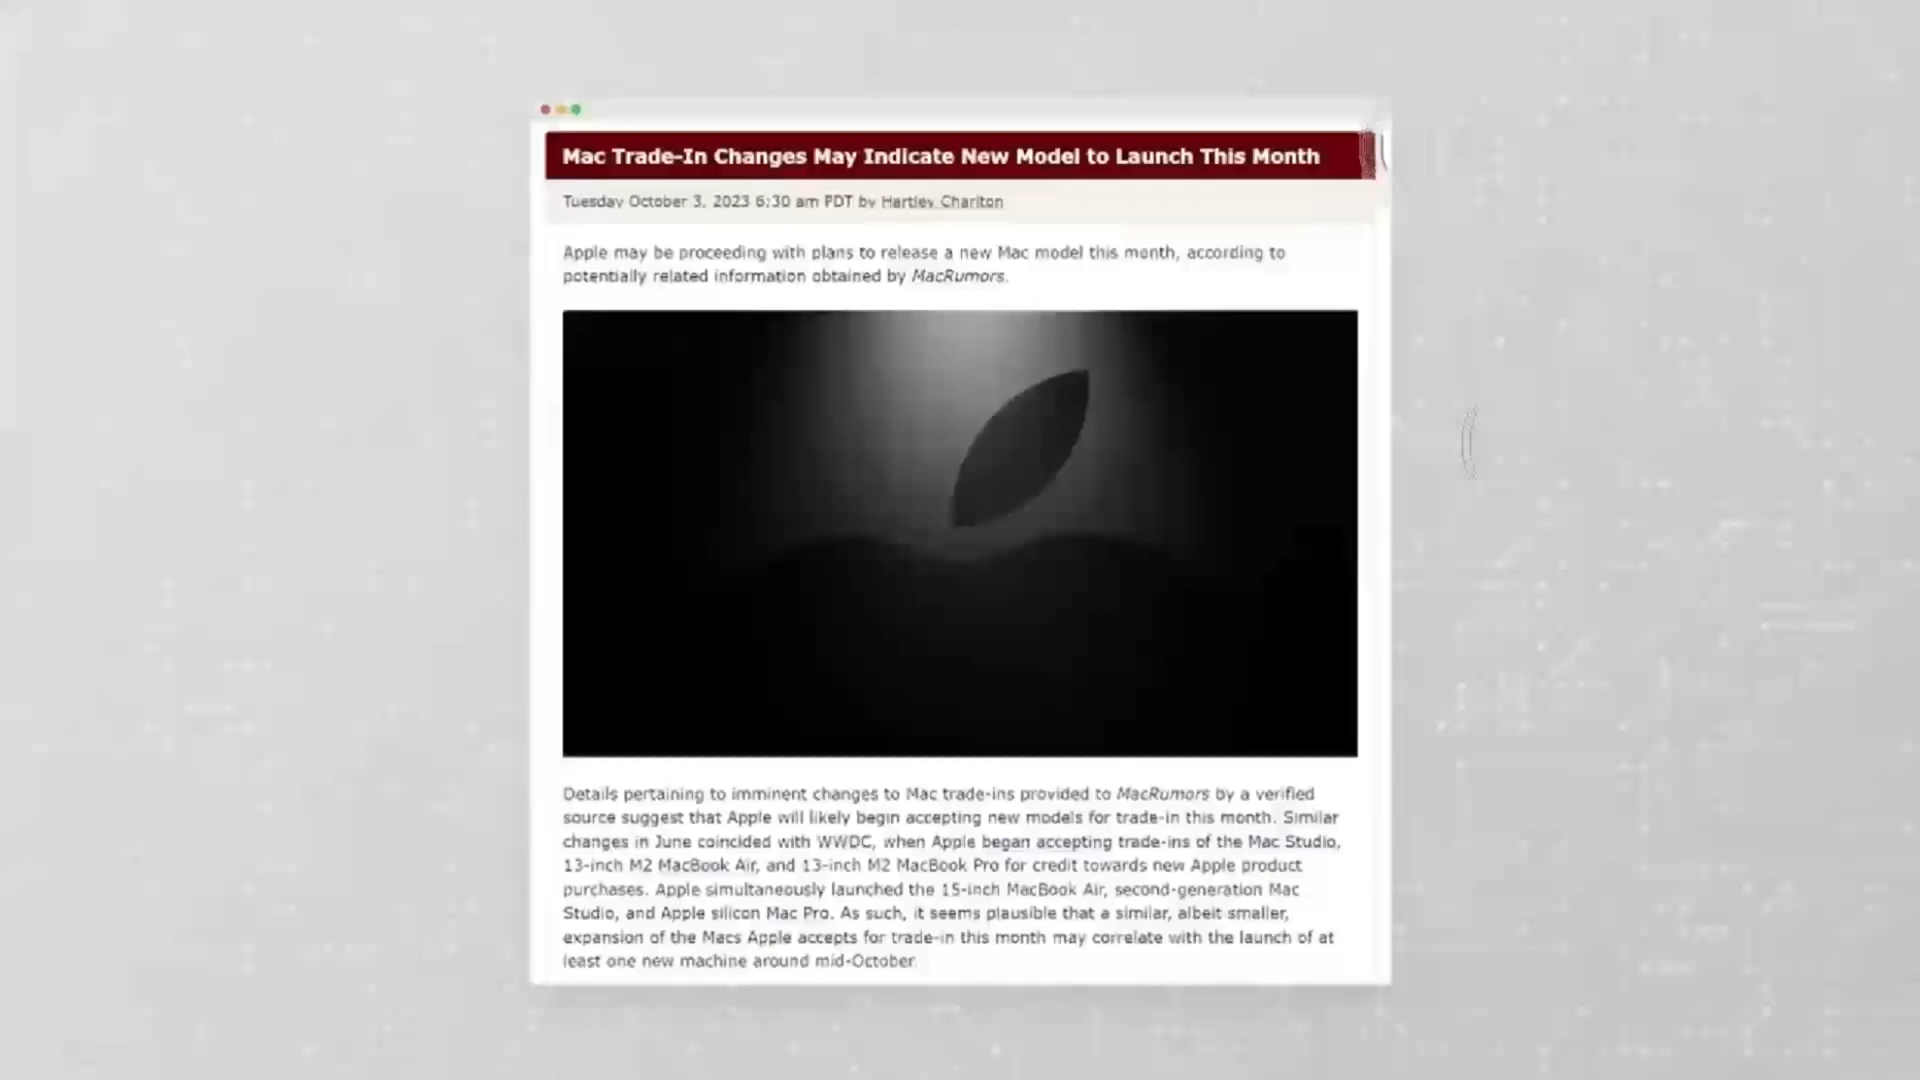 Mac Trade-In Changes May Indicate New Model to Launch This Month
Tuesday October 3, 2023 6:30 am PDT by Hartley Charlton
Apple may be proceeding with plans to release a new Mac model this month, according to
potentially related information obtained by MacRumors.
Details pertaining to imminent changes to Mac trade-ins provided to MacRumors by a verified
source suggest that Apple will likely begin accepting new models for trade-in this month. Similar
changes in June coincided with WWDC, when Apple began accepting trade-ins of the Mac Studio,
13-inch M2 MacBook Air, and 13-inch M2 MacBook Pro for credit towards new Apple product
purchases. Apple simultaneously launched the 15-inch MacBook Air, second-generation Mac
Studio, and Apple silicon Mac Pro. As such, it seems plausible that a similar, albeit smaller,
expansion of the Macs Apple accepts for trade-in this month may correlate with the launch of at
least one new machine around mid-October.